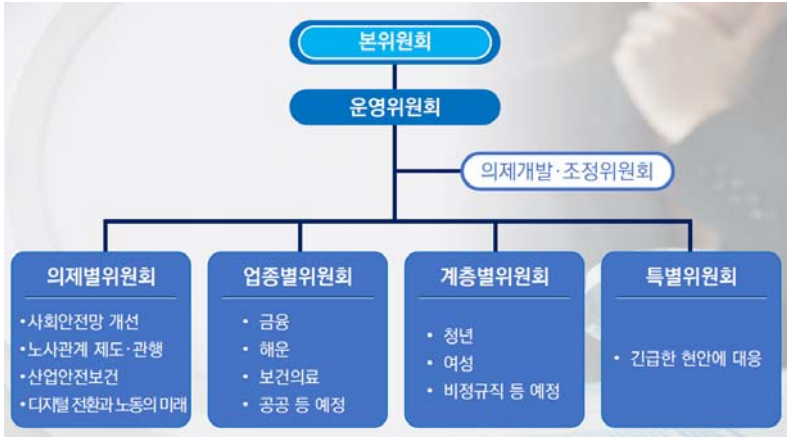 본위원회
운영위원회
의제개발·조정위원회
의제별위원회
•사회안전망 개선
•노사관계 제도·관행
•산업안전보건
•디지털 전환과 노동의 미래
업종별위원회
• 금융
• 해운
• 보건의료
• 공공 등 예정
계층별위원회
• 청년
• 여성
• 비정규직 등 예정
특별위원회
• 긴급한 현안에 대응